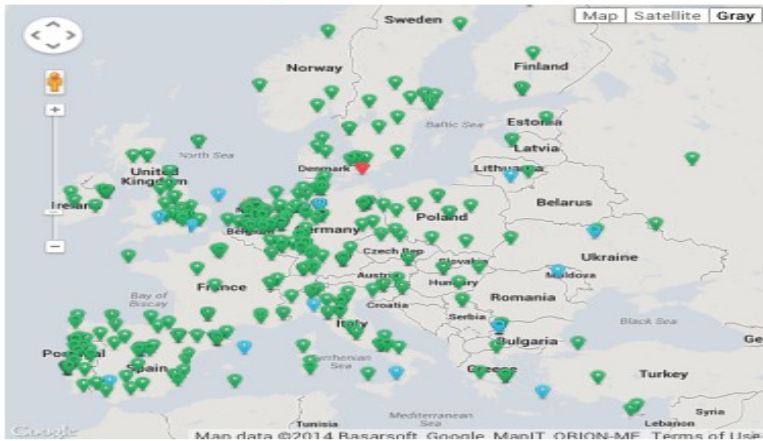 Sweden
Map Satellite Gray
Norway
Finland
Baltic Sea
Estonia
North Sea
Latvia
Denmark
Lithuania
United
Kingdom
Ireland
Belarus
Poland
Germany
Belgium
Ukraine
Czech Rep
Slovakia
Austria
Moldova
France
Hungary
Bay of
Biscay
Croatia
Romania
Serbia
Black Sea
Italy
Bulgaria
Ge
Portugal
Spain
Tyrrhenian
Sea
Greece
Turkey
Syria
Mediterranean
Sea
Tunisia
Lebanon
Google
Map data ©2014 Basarsoft, Google, MapIT, ORION-ME Terms of Use